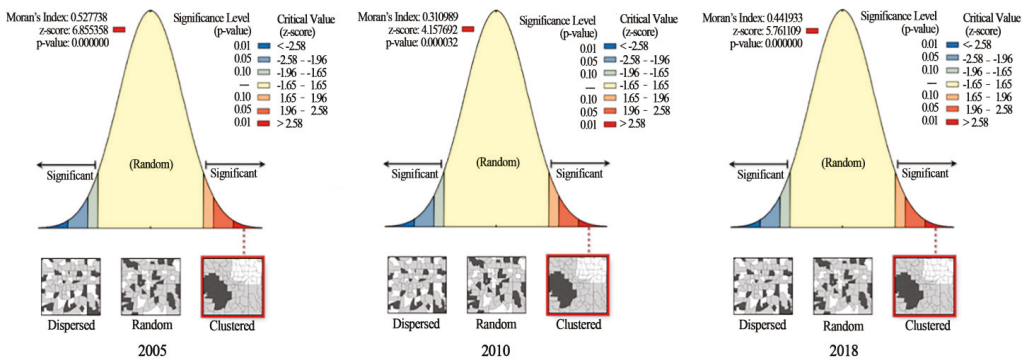 Moran's Index: 0.527738
z-score: 6.855358
p-value: 0.000000
Significance Level
(p-value)
Critical Value
(z-score)
0.01 < -2.58
0.05 -2.58 – -1.96
0.10 -1.96 – -1.65
— -1.65 – 1.65
0.10 1.65 – 1.96
0.05 1.96 – 2.58
0.01 > 2.58
(Random)
Significant
Significant
Dispersed
Random
Clustered
2005
Moran's Index: 0.310989
z-score: 4.157692
p-value: 0.000032
Significance Level
(p-value)
Critical Value
(z-score)
0.01 <-2.58
0.05 -2.58 – -1.96
0.10 -1.96 – -1.65
— -1.65 – 1.65
0.10 1.65 – 1.96
0.05 1.96 – 2.58
0.01 > 2.58
(Random)
Significant
Significant
Dispersed
Random
Clustered
2010
Moran's Index: 0.441933
z-score: 5.761109
p-value: 0.000000
Significance Level
(p-value)
Critical Value
(z-score)
0.01 <- 2.58
0.05 -2.58 – -1.96
0.10 -1.96 – -1.65
— -1.65 – 1.65
0.10 1.65 – 1.96
0.05 1.96 – 2.58
0.01 > 2.58
(Random)
Significant
Significant
Dispersed
Random
Clustered
2018